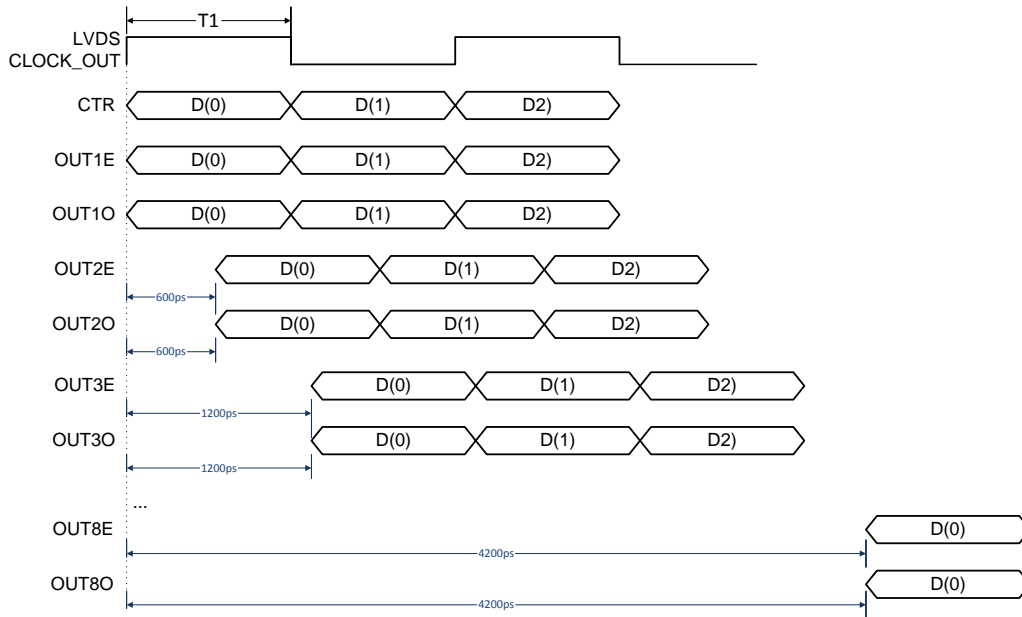 T1
LVDS
CLOCK_OUT
CTR D(0) D(1) D2)
OUT1E D(0) D(1) D2)
OUT1O D(0) D(1) D2)
OUT2E D(0) D(1) D2)
600ps
OUT2O D(0) D(1) D2)
600ps
OUT3E D(0) D(1) D2)
1200ps
OUT3O D(0) D(1) D2)
1200ps
...
OUT8E D(0)
4200ps
OUT8O D(0)
4200ps